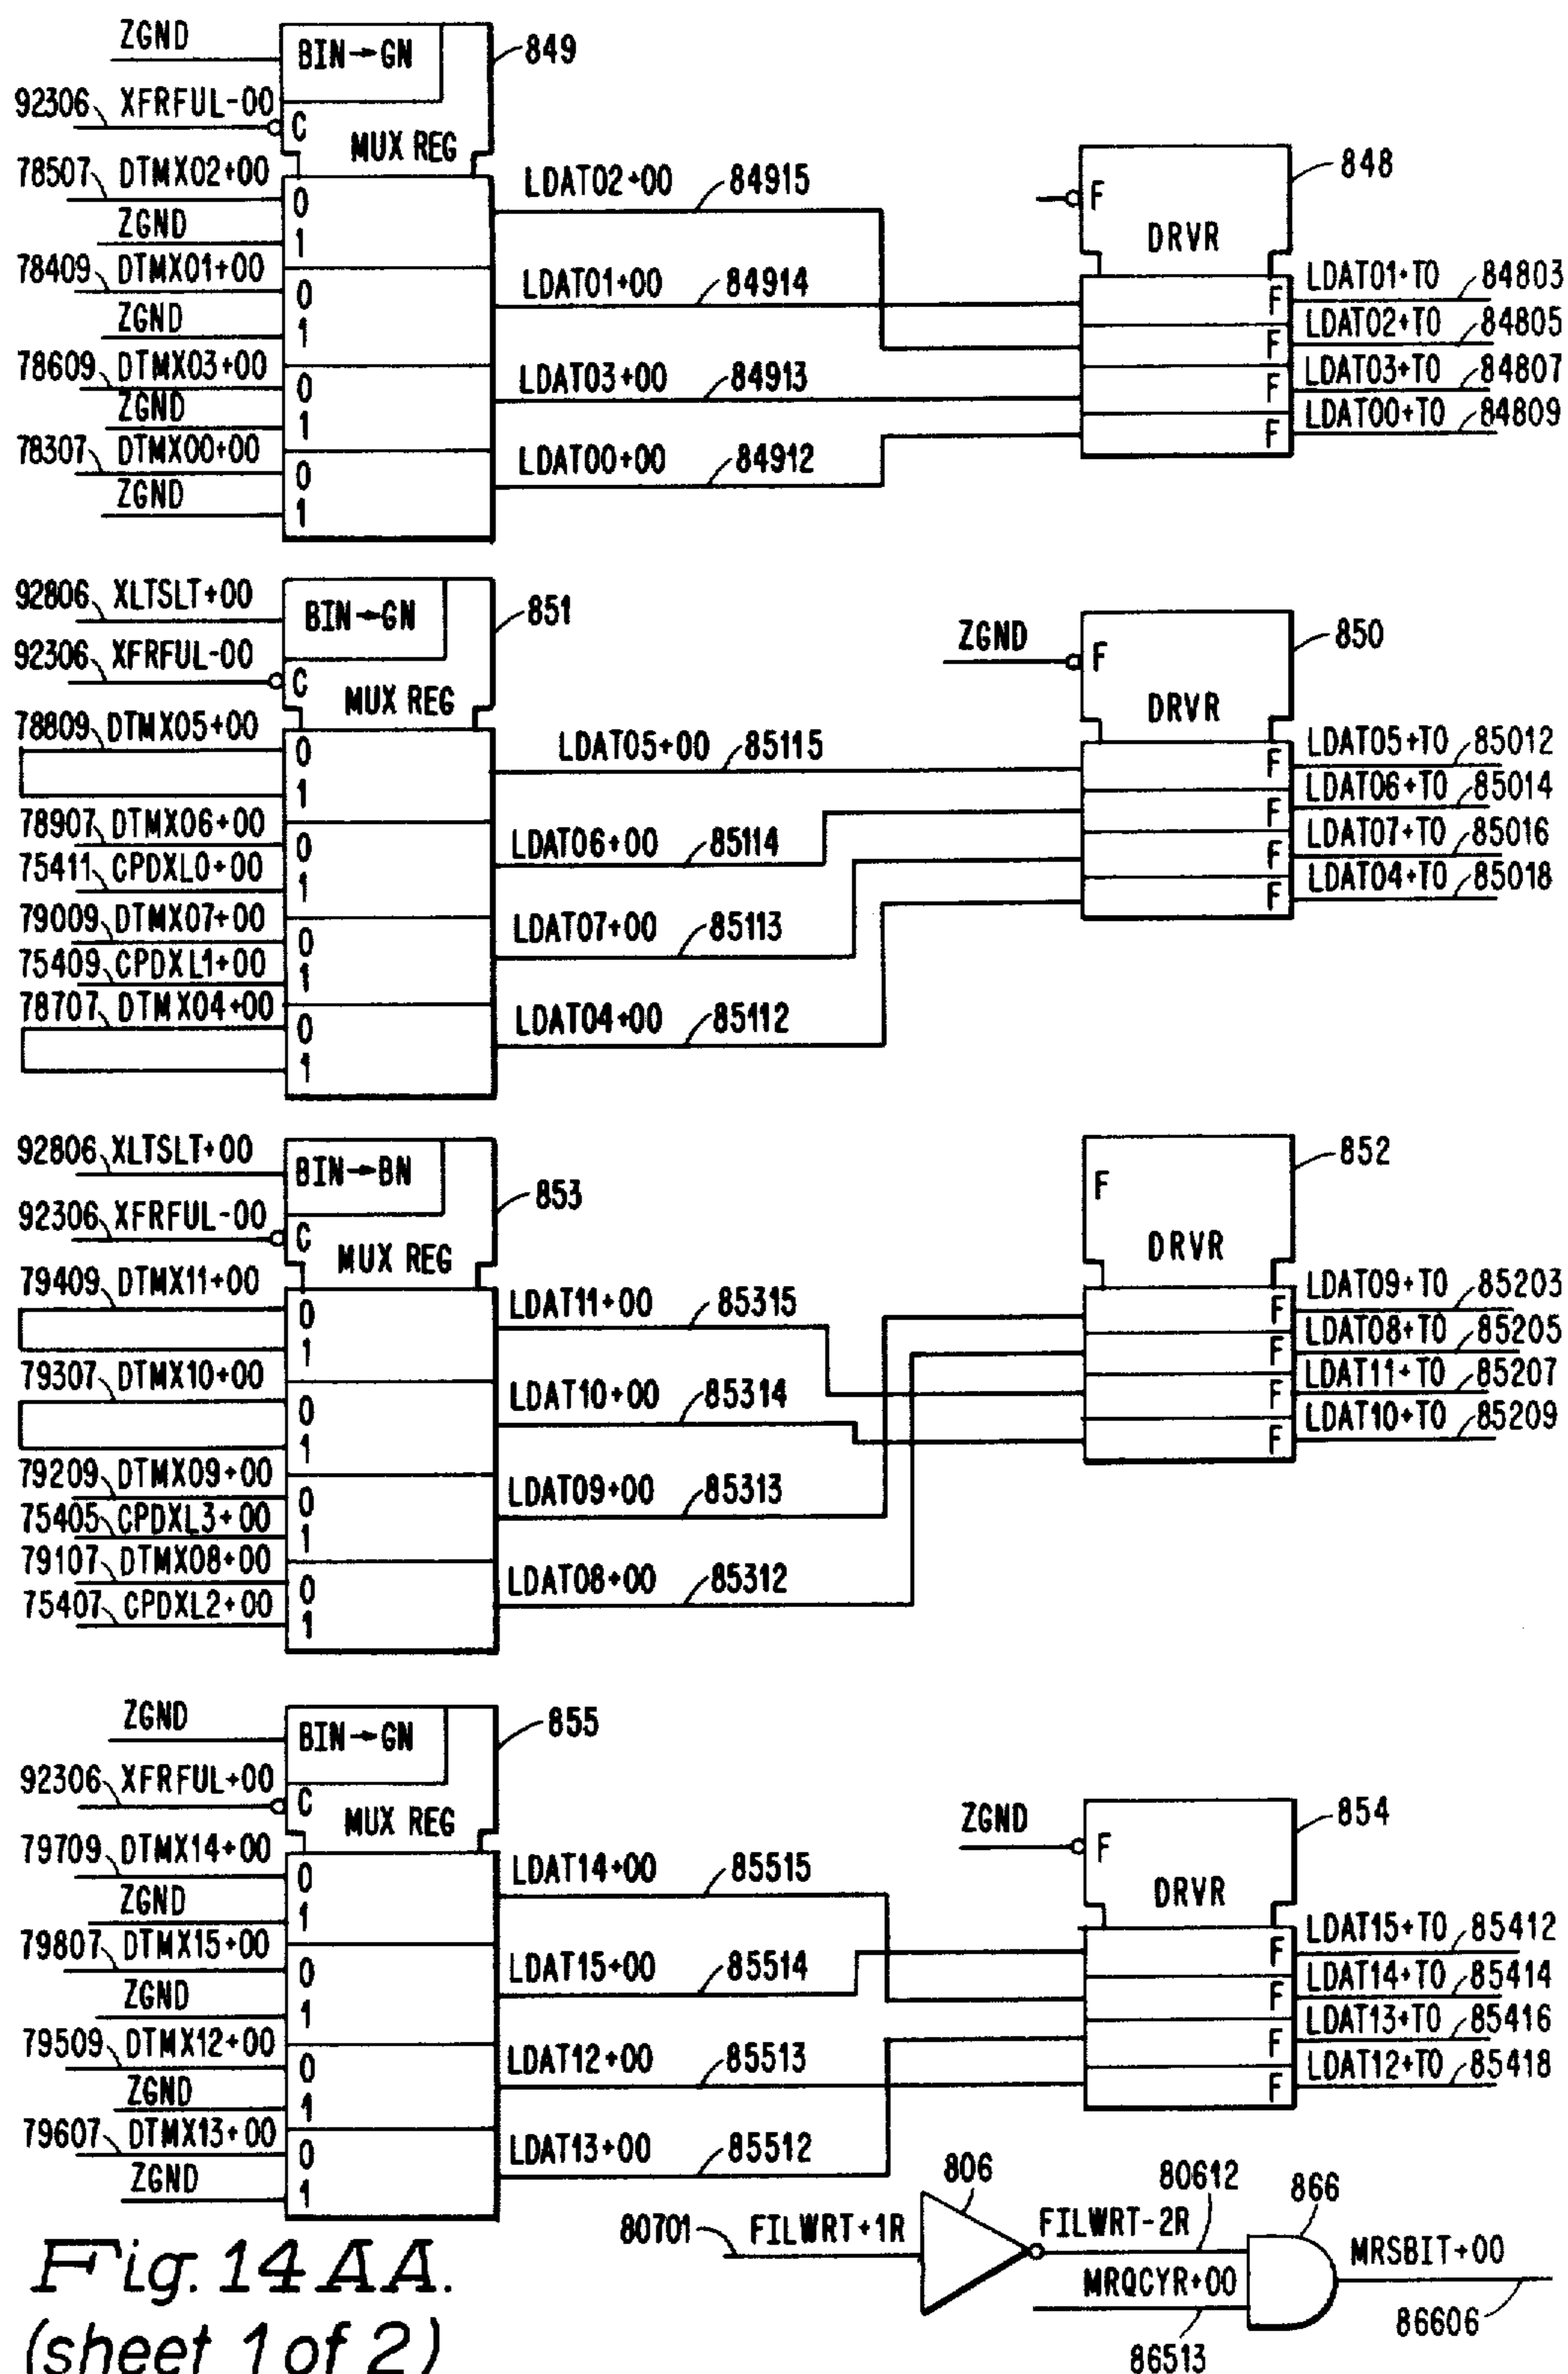 ZGND
BIN→GN
849
92306 XFRFUL-00
C
MUX REG
848
F
DRVR
78507 DTMX02+00
0
LDAT02+00 84915
ZGND
1
78409 DTMX01+00
0
LDAT01+00 84914
F LDAT01+T0 84803
ZGND
1
F LDAT02+T0 84805
78609 DTMX03+00
0
LDAT03+00 84913
F LDAT03+T0 84807
ZGND
1
F LDAT00+T0 84809
78307 DTMX00+00
0
LDAT00+00 84912
ZGND
1
92806 XLTSLT+00
BIN→GN
851
92306 XFRFUL-00
C
MUX REG
ZGND
F
850
DRVR
78809 DTMX05+00
0
1
LDAT05+00 85115
F LDAT05+T0 85012
78907 DTMX06+00
0
LDAT06+00 85114
F LDAT06+T0 85014
75411 CPDXL0+00
1
79009 DTMX07+00
0
LDAT07+00 85113
F LDAT07+T0 85016
75409 CPDXL1+00
1
F LDAT04+T0 85018
78707 DTMX04+00
0
1
LDAT04+00 85112
92806 XLTSLT+00
BIN→BN
853
92306 XFRFUL-00
C
MUX REG
F
852
DRVR
79409 DTMX11+00
0
1
LDAT11+00 85315
F LDAT09+T0 85203
F LDAT08+T0 85205
79307 DTMX10+00
0
1
LDAT10+00 85314
F LDAT11+T0 85207
F LDAT10+T0 85209
79209 DTMX09+00
0
LDAT09+00 85313
75405 CPDXL3+00
1
79107 DTMX08+00
0
LDAT08+00 85312
75407 CPDXL2+00
1
ZGND
BIN→GN
855
92306 XFRFUL+00
C
MUX REG
ZGND
F
854
DRVR
79709 DTMX14+00
0
LDAT14+00 85515
ZGND
1
79807 DTMX15+00
0
LDAT15+00 85514
F LDAT15+T0 85412
ZGND
1
F LDAT14+T0 85414
79509 DTMX12+00
0
LDAT12+00 85513
F LDAT13+T0 85416
ZGND
1
F LDAT12+T0 85418
79607 DTMX13+00
0
LDAT13+00 85512
ZGND
1
806
80612
866
80701 FILWRT+1R
FILWRT-2R
MRSBIT+00
MRQCYR+00
86606
86513
Fig. 14 AA.
(sheet 1 of 2)